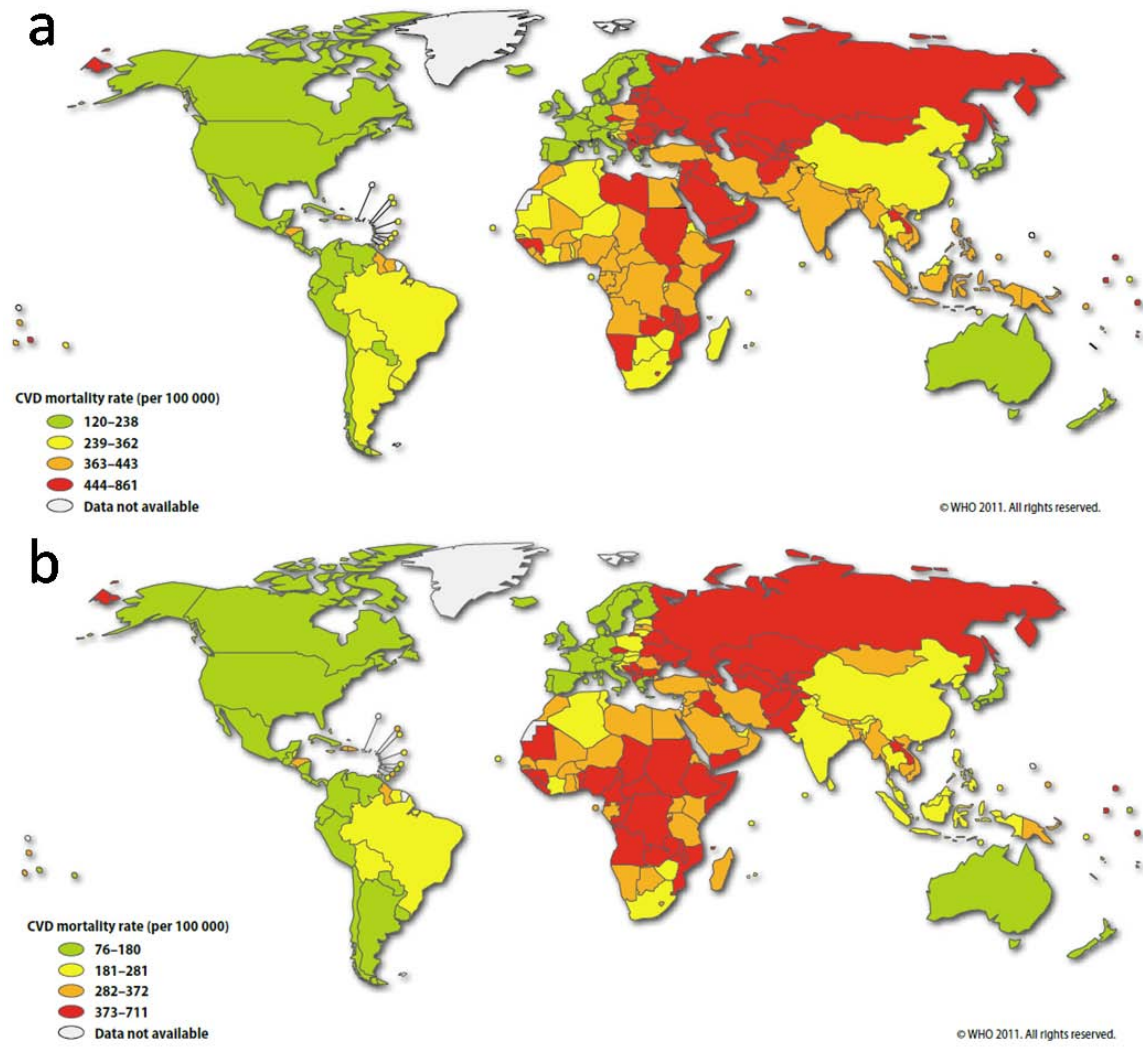 a
CVD mortality rate (per 100 000)
120–238
239–362
363–443
444–861
Data not available
© WHO 2011. All rights reserved.
b
CVD mortality rate (per 100 000)
76–180
181–281
282–372
373–711
Data not available
© WHO 2011. All rights reserved.